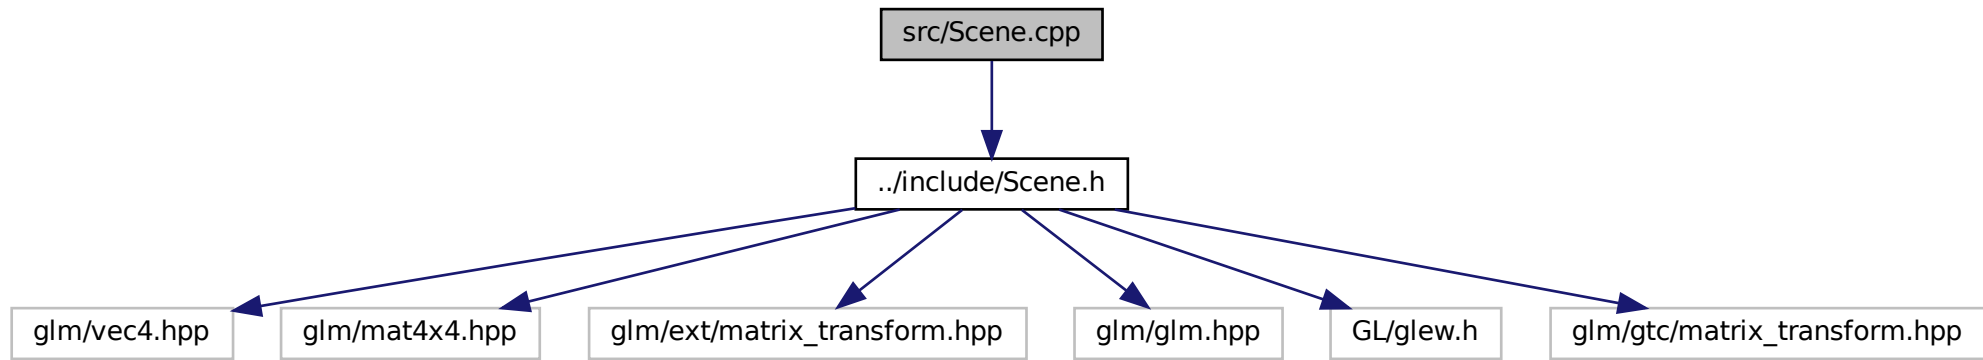 src/Scene.cpp
../include/Scene.h
glm/vec4.hpp
glm/mat4x4.hpp
glm/ext/matrix_transform.hpp
glm/glm.hpp
GL/glew.h
glm/gtc/matrix_transform.hpp